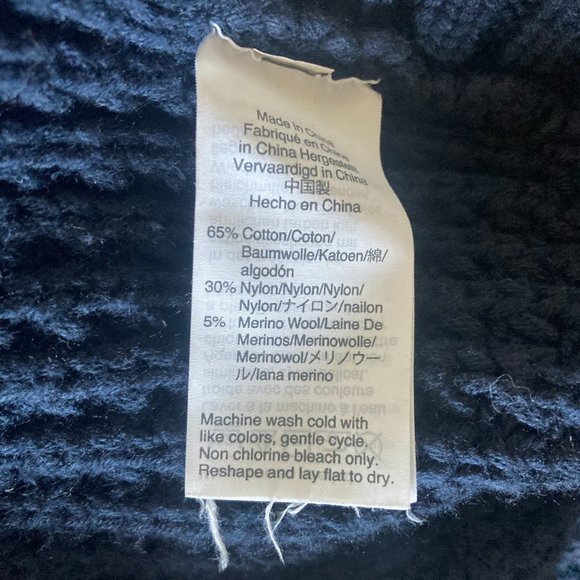 Made In China
Fabriqué en Chine
in China Hergestellt
Vervaardigd in China
中国製
Hecho en China
65% Cotton/Coton/
Baumwolle/Katoen/綿/
algodón
30% Nylon/Nylon/Nylon/
Nylon/ナイロン/nailon
5% Merino Wool/Laine De
Merinos/Merinowolle/
Merinowol/メリノウー
ル/lana merino
Machine wash cold with
like colors, gentle cycle.
Non chlorine bleach only.
Reshape and lay flat to dry.